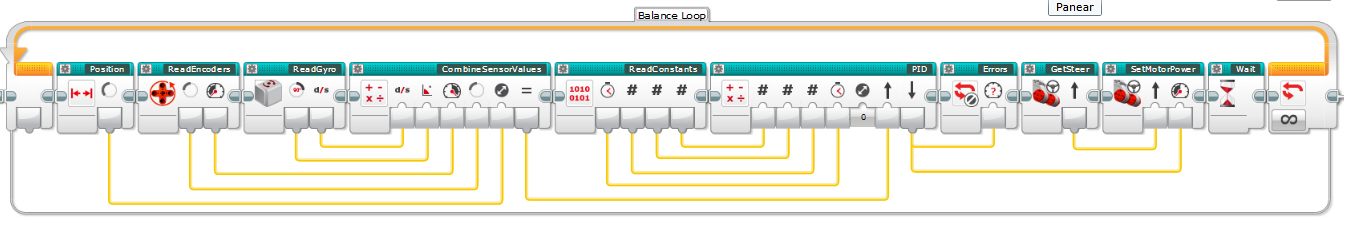 Panear
Balance Loop
Position
ReadEncoders
ReadGyro
CombineSensorValues
ReadConstants
PID
Errors
GetSteer
SetMotorPower
Wait
d/s
+ -
x ÷
d/s
=
1010
0101
# # #
+ -
x ÷
# # #
?
0
∞